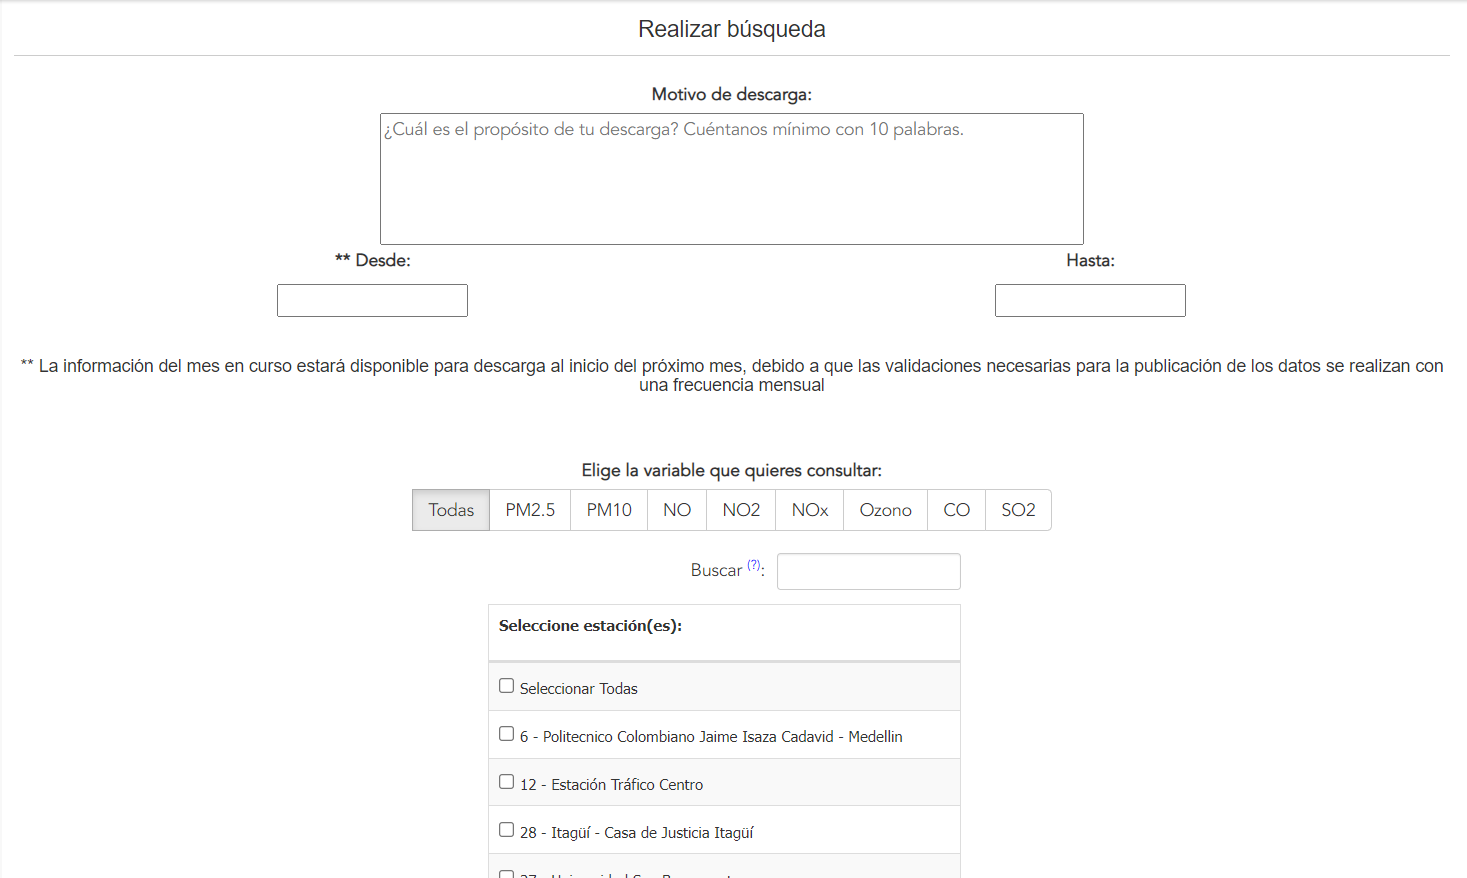 Realizar búsqueda
Motivo de descarga:
¿Cuál es el propósito de tu descarga? Cuéntanos mínimo con 10 palabras.
** Desde:
Hasta:
** La información del mes en curso estará disponible para descarga al inicio del próximo mes, debido a que las validaciones necesarias para la publicación de los datos se realizan con
una frecuencia mensual
Elige la variable que quieres consultar:
Todas PM2.5 PM10 NO NO2 NOx Ozono CO SO2
Buscar (?):
Seleccione estación(es):
Seleccionar Todas
6 - Politecnico Colombiano Jaime Isaza Cadavid - Medellin
12 - Estación Tráfico Centro
28 - Itagüí - Casa de Justicia Itagüí